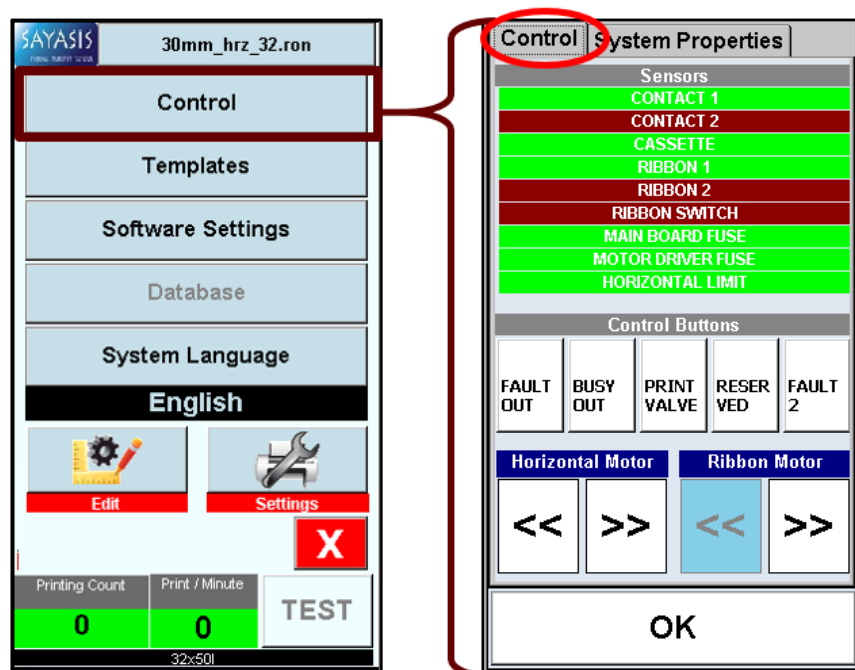 SAYASIS
30mm_hrz_32.ron
Control
Templates
Software Settings
Database
System Language
English
Edit
Settings
X
Printing Count
Print / Minute
0
0
TEST
32x50l
Control
System Properties
Sensors
CONTACT 1
CONTACT 2
CASSETTE
RIBBON 1
RIBBON 2
RIBBON SWITCH
MAIN BOARD FUSE
MOTOR DRIVER FUSE
HORIZONTAL LIMIT
Control Buttons
FAULT
OUT
BUSY
OUT
PRINT
VALVE
RESER
VED
FAULT
2
Horizontal Motor
Ribbon Motor
<<
>>
<<
>>
OK